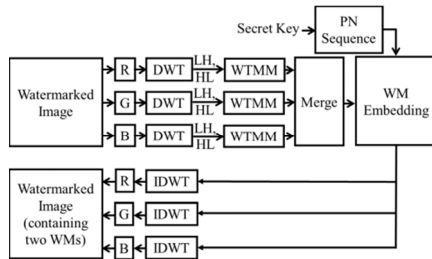 Secret Key
PN
Sequence
Watermarked
Image
R
DWT
LH,
HL
WTMM
G
DWT
LH,
HL
WTMM
B
DWT
LH,
HL
WTMM
Merge
WM
Embedding
Watermarked
Image
(containing
two WMs)
R
IDWT
G
IDWT
B
IDWT